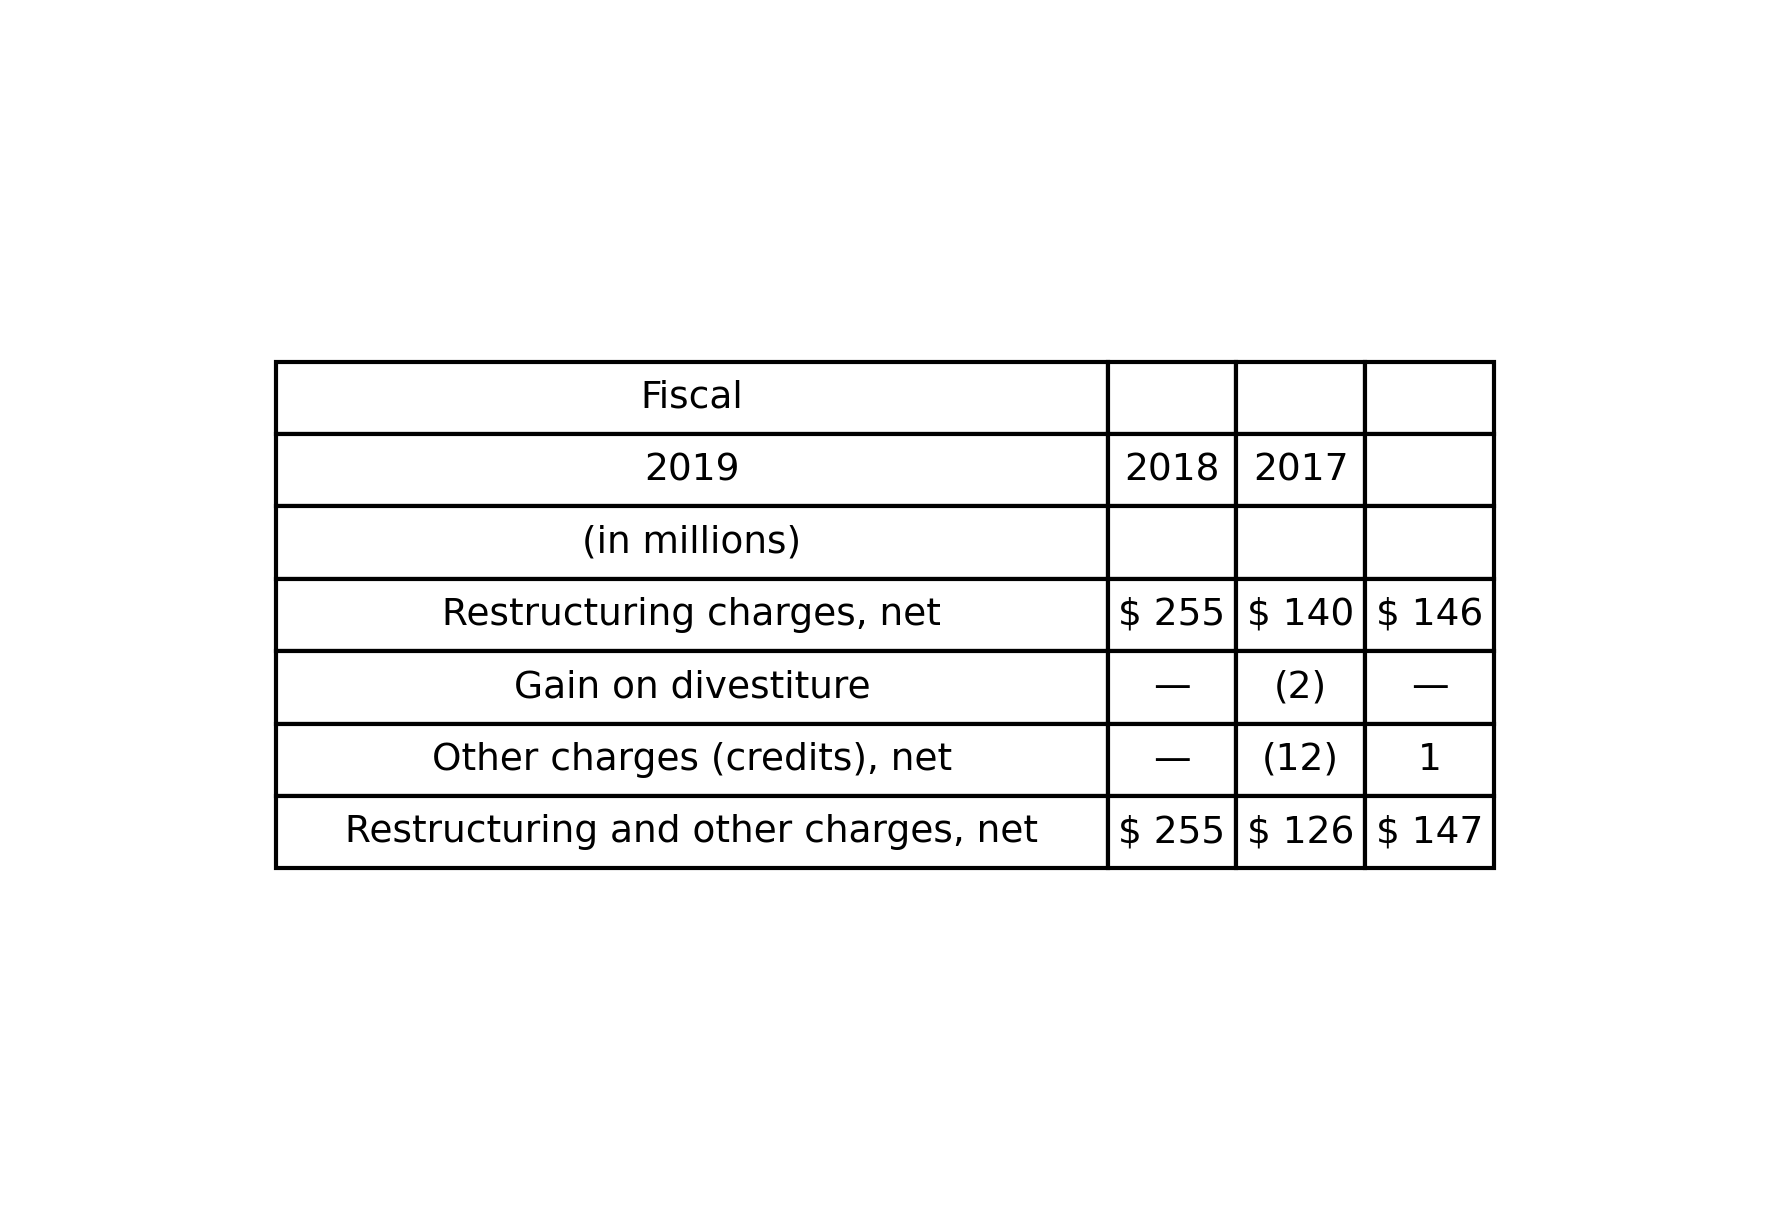 Fiscal
2019 2018 2017
(in millions)
Restructuring charges, net $ 255 $ 140 $ 146
Gain on divestiture — (2) —
Other charges (credits), net — (12) 1
Restructuring and other charges, net $ 255 $ 126 $ 147